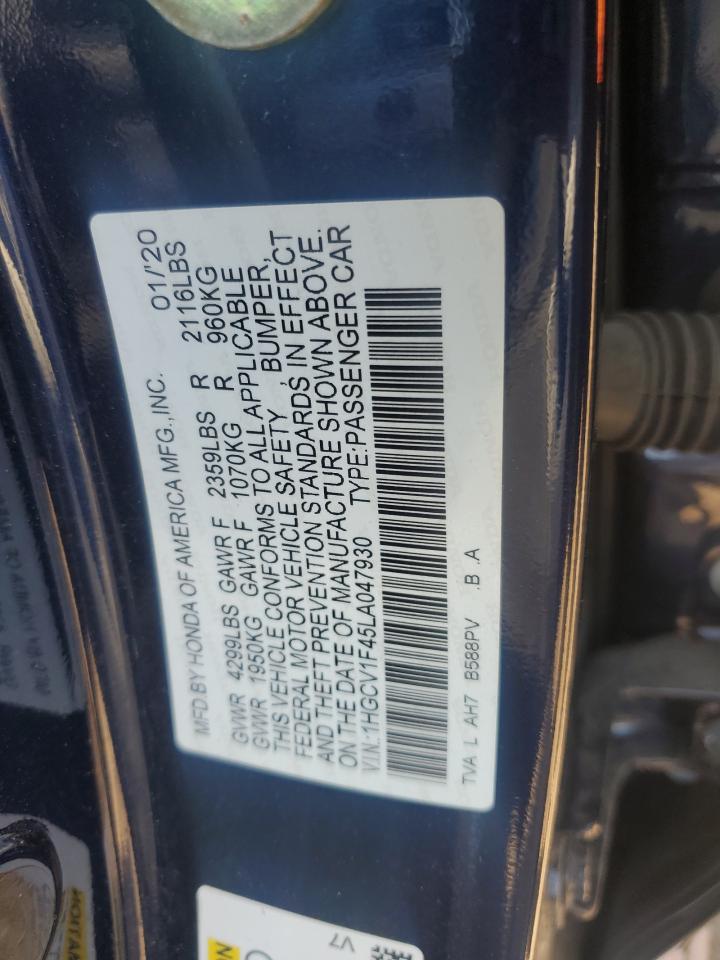 MFD BY HONDA OF AMERICA MFG.,INC. 01/'20
GVWR 4299LBS GAWR F 2359LBS R 2116LBS
GVWR 1950KG GAWR F 1070KG R 960KG
THIS VEHICLE CONFORMS TO ALL APPLICABLE
FEDERAL MOTOR VEHICLE SAFETY , BUMPER,
AND THEFT PREVENTION STANDARDS IN EFFECT
ON THE DATE OF MANUFACTURE SHOWN ABOVE.
V.I.N.:1HGCV1F45LA047930 TYPE:PASSENGER CAR
TVA L AH7 B588PV .B .A